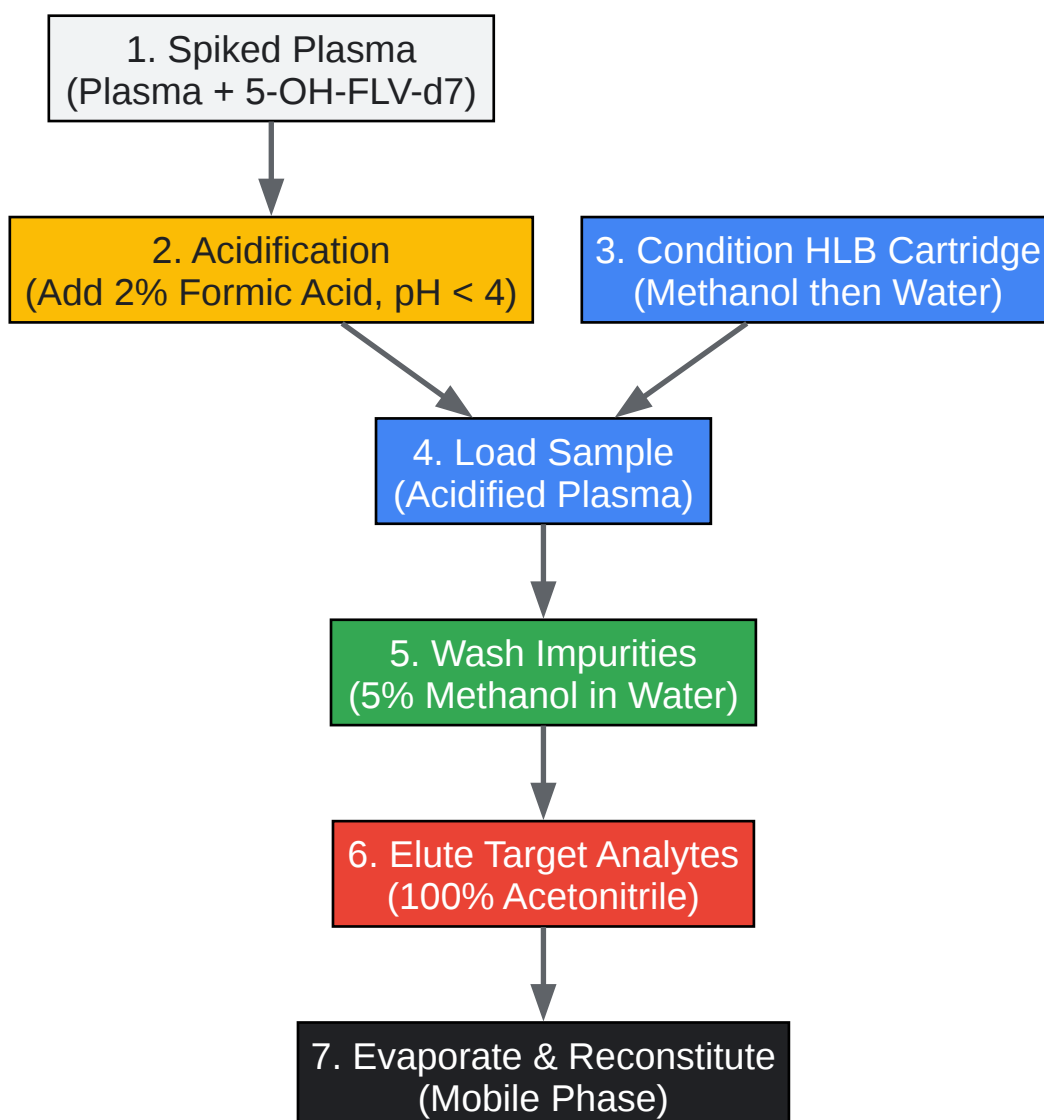 1. Spiked Plasma
(Plasma + 5-OH-FLV-d7)
2. Acidification
(Add 2% Formic Acid, pH < 4)
3. Condition HLB Cartridge
(Methanol then Water)
4. Load Sample
(Acidified Plasma)
5. Wash Impurities
(5% Methanol in Water)
6. Elute Target Analytes
(100% Acetonitrile)
7. Evaporate & Reconstitute
(Mobile Phase)